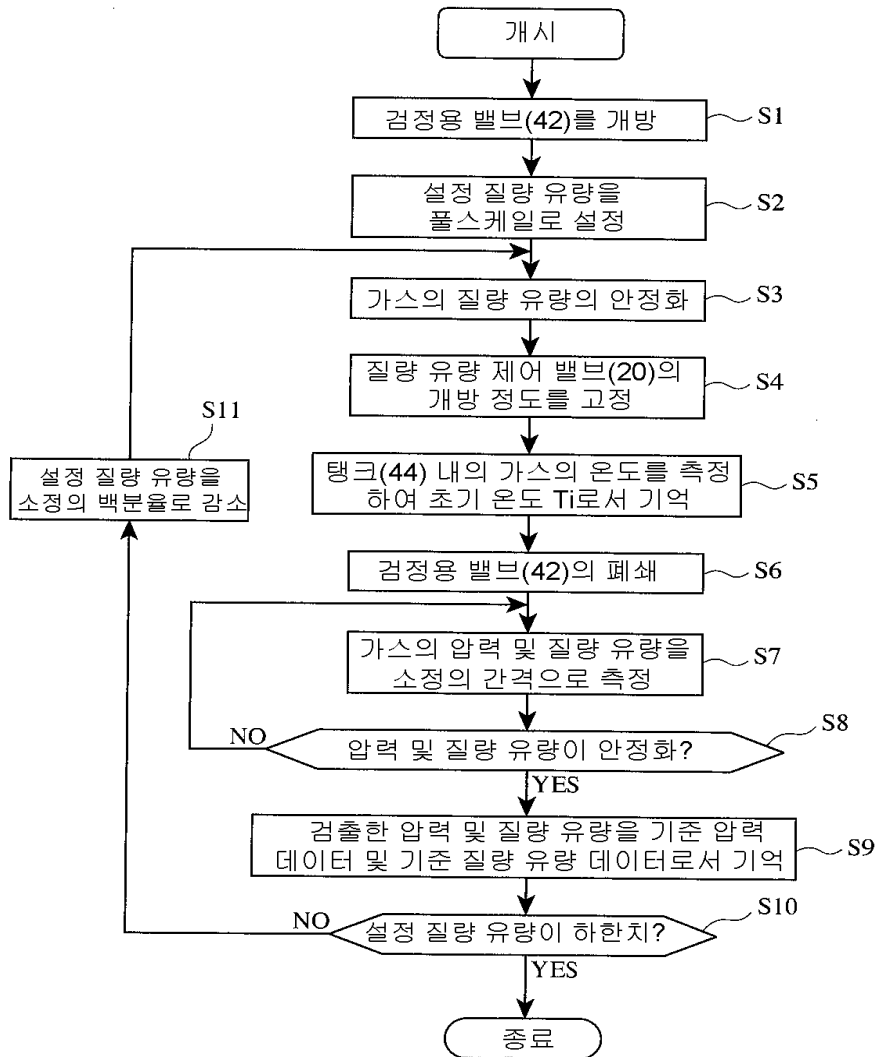 개시
검정용 밸브(42)를 개방
S1
설정 질량 유량을
풀스케일로 설정
S2
가스의 질량 유량의 안정화
S3
질량 유량 제어 밸브(20)의
개방 정도를 고정
S4
S11
설정 질량 유량을
소정의 백분율로 감소
탱크(44) 내의 가스의 온도를 측정
하여 초기 온도 Ti로서 기억
S5
검정용 밸브(42)의 폐쇄
S6
가스의 압력 및 질량 유량을
소정의 간격으로 측정
S7
NO
압력 및 질량 유량이 안정화?
S8
YES
검출한 압력 및 질량 유량을 기준 압력
데이터 및 기준 질량 유량 데이터로서 기억
S9
NO
설정 질량 유량이 하한치?
S10
YES
종료